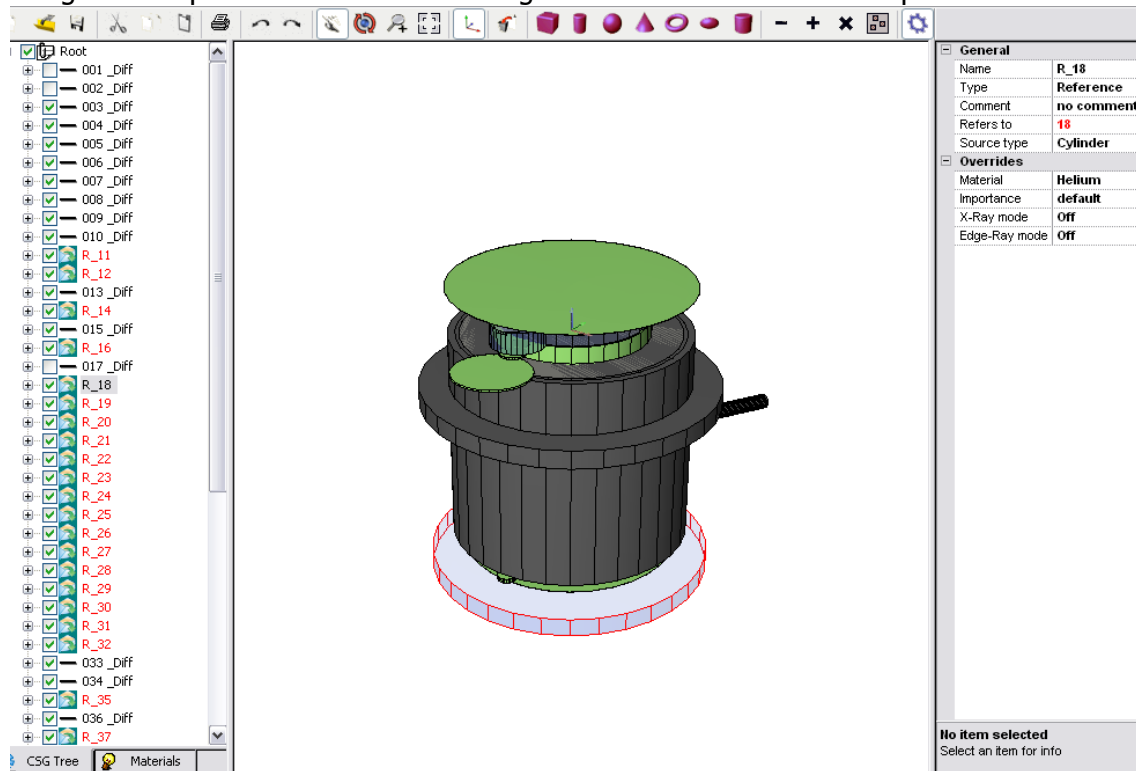 Root
001 _Diff
002 _Diff
003 _Diff
004 _Diff
005 _Diff
006 _Diff
007 _Diff
008 _Diff
009 _Diff
010 _Diff
R_11
R_12
013 _Diff
R_14
015 _Diff
R_16
017 _Diff
R_18
R_19
R_20
R_21
R_22
R_23
R_24
R_25
R_26
R_27
R_28
R_29
R_30
R_31
R_32
033 _Diff
034 _Diff
R_35
036 _Diff
R_37
CSG Tree Materials
General
Name R_18
Type Reference
Comment no comment
Refers to 18
Source type Cylinder
Overrides
Material Helium
Importance default
X-Ray mode Off
Edge-Ray mode Off
No item selected
Select an item for info